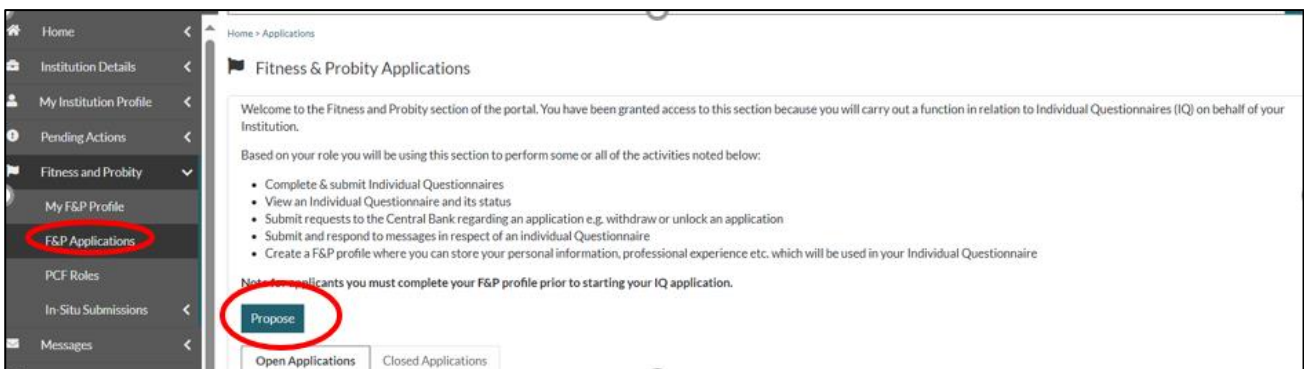 Home
Institution Details
My Institution Profile
Pending Actions
Fitness and Probity
My F&P Profile
F&P Applications
PCF Roles
In-Situ Submissions
Messages
Home > Applications
Fitness & Probity Applications
Welcome to the Fitness and Probity section of the portal. You have been granted access to this section because you will carry out a function in relation to Individual Questionnaires (IQ) on behalf of your
Institution.
Based on your role you will be using this section to perform some or all of the activities noted below:
• Complete & submit Individual Questionnaires
• View an Individual Questionnaire and its status
• Submit requests to the Central Bank regarding an application e.g. withdraw or unlock an application
• Submit and respond to messages in respect of an individual Questionnaire
• Create a F&P profile where you can store your personal information, professional experience etc. which will be used in your Individual Questionnaire
Note for applicants you must complete your F&P profile prior to starting your IQ application.
Propose
Open Applications
Closed Applications